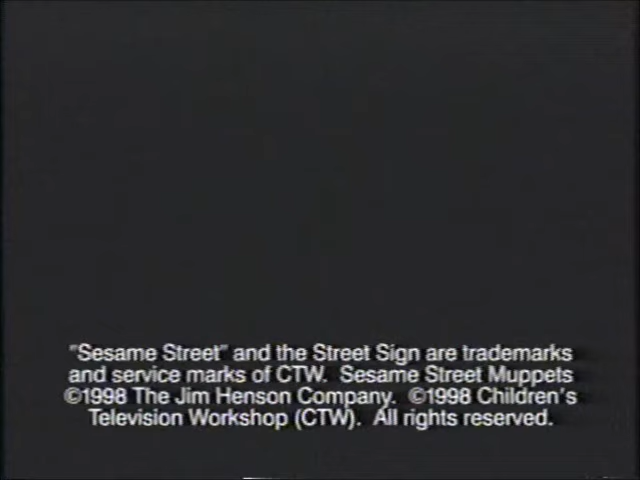 "Sesame Street" and the Street Sign are trademarks
and service marks of CTW.  Sesame Street Muppets
©1998 The Jim Henson Company.  ©1998 Children's
Television Workshop (CTW).  All rights reserved.